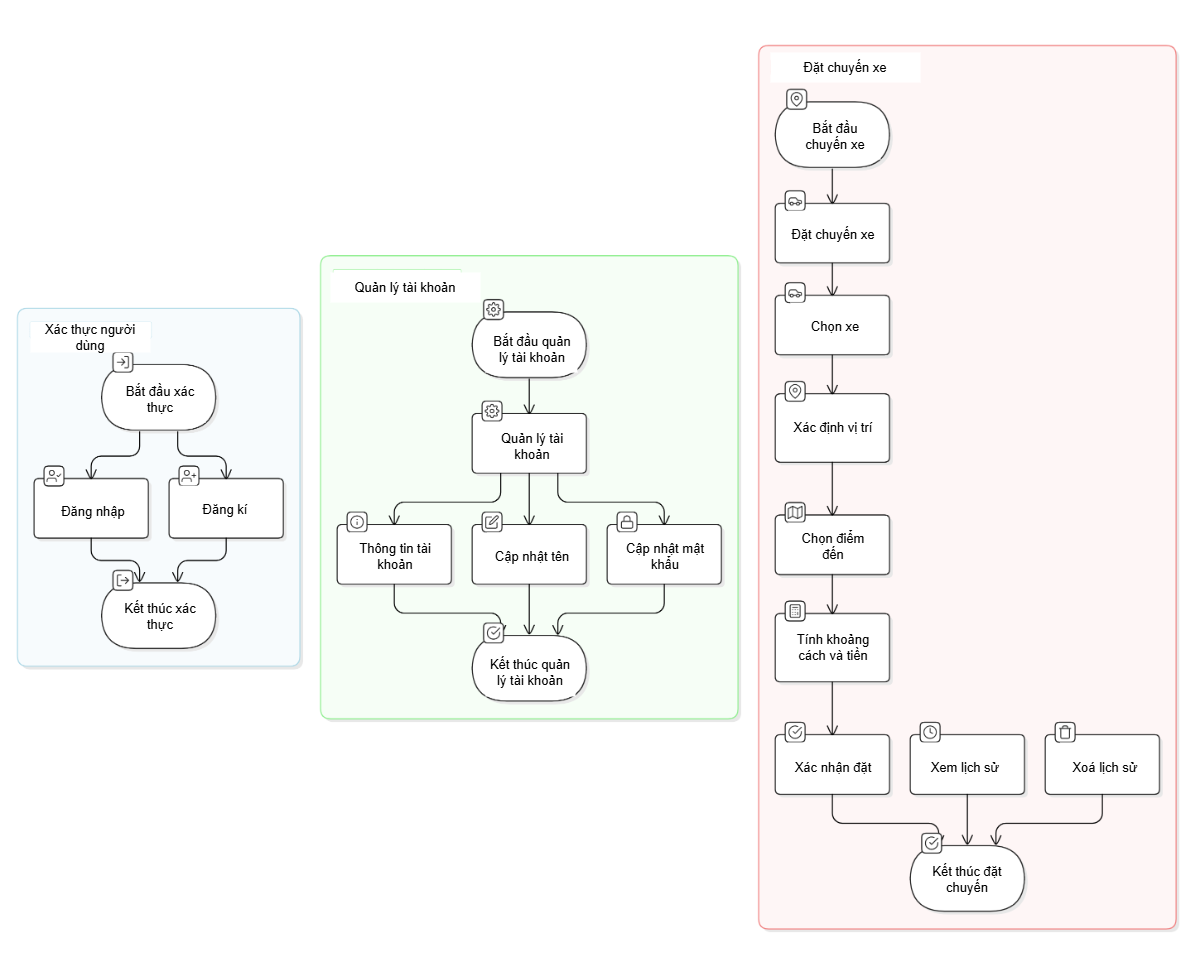 Xác thực người
dùng
Bắt đầu xác
thực
Đăng nhập
Đăng kí
Kết thúc xác
thực
Quản lý tài khoản
Bắt đầu quản
lý tài khoản
Quản lý tài
khoản
Thông tin tài
khoản
Cập nhật tên
Cập nhật mật
khẩu
Kết thúc quản
lý tài khoản
Đặt chuyến xe
Bắt đầu
chuyến xe
Đặt chuyến xe
Chọn xe
Xác định vị trí
Chọn điểm
đến
Tính khoảng
cách và tiền
Xác nhận đặt
Xem lịch sử
Xoá lịch sử
Kết thúc đặt
chuyến